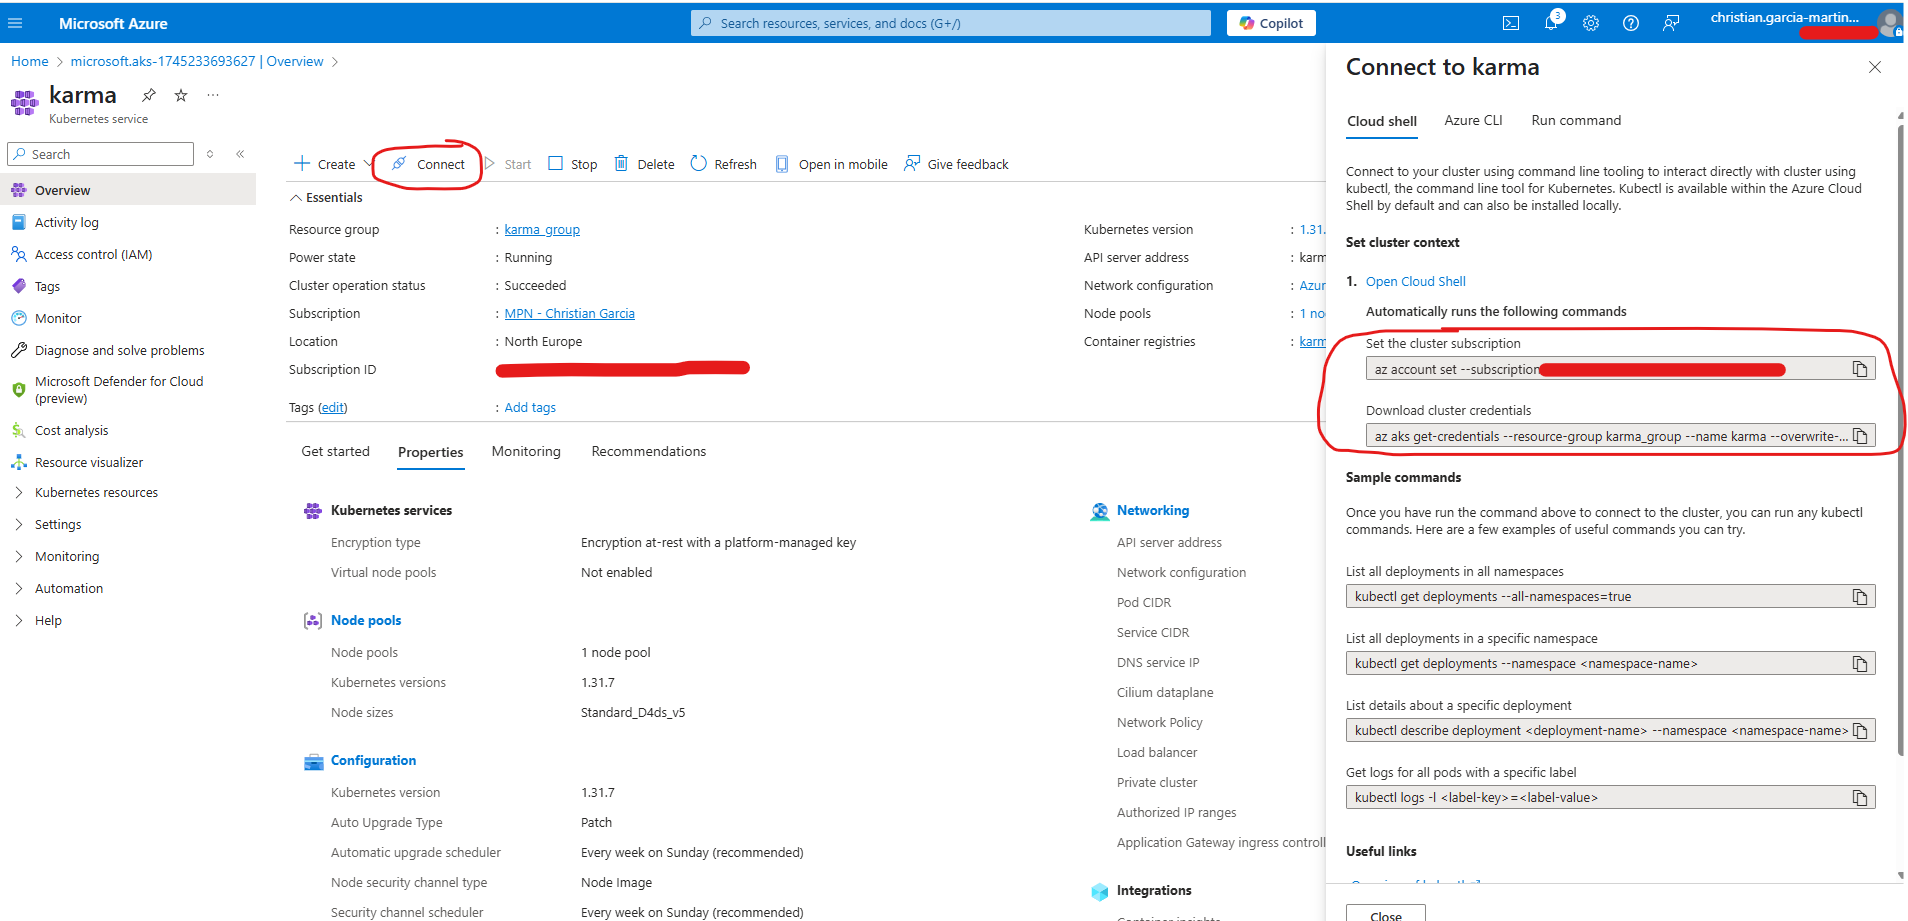 Microsoft Azure
Search resources, services, and docs (G+/)
Copilot
3
christian.garcia-martin...
Home > microsoft.aks-1745233693627 | Overview >
karma
Kubernetes service
Search
Overview
Activity log
Access control (IAM)
Tags
Monitor
Diagnose and solve problems
Microsoft Defender for Cloud
(preview)
Cost analysis
Resource visualizer
Kubernetes resources
Settings
Monitoring
Automation
Help
Create Connect Start Stop Delete Refresh Open in mobile Give feedback
Essentials
Resource group : karma_group
Power state : Running
Cluster operation status : Succeeded
Subscription : MPN - Christian Garcia
Location : North Europe
Subscription ID
Tags (edit) : Add tags
Kubernetes version : 1.31.
API server address : karm
Network configuration : Azur
Node pools : 1 no
Container registries : karm
Get started Properties Monitoring Recommendations
Kubernetes services
Encryption type Encryption at-rest with a platform-managed key
Virtual node pools Not enabled
Node pools
Node pools 1 node pool
Kubernetes versions 1.31.7
Node sizes Standard_D4ds_v5
Configuration
Kubernetes version 1.31.7
Auto Upgrade Type Patch
Automatic upgrade scheduler Every week on Sunday (recommended)
Node security channel type Node Image
Security channel scheduler Every week on Sunday (recommended)
Networking
API server address
Network configuration
Pod CIDR
Service CIDR
DNS service IP
Cilium dataplane
Network Policy
Load balancer
Private cluster
Authorized IP ranges
Application Gateway ingress controll
Integrations
Connect to karma
Cloud shell Azure CLI Run command
Connect to your cluster using command line tooling to interact directly with cluster using
kubectl, the command line tool for Kubernetes. Kubectl is available within the Azure Cloud
Shell by default and can also be installed locally.
Set cluster context
1. Open Cloud Shell
Automatically runs the following commands
Set the cluster subscription
az account set --subscription
Download cluster credentials
az aks get-credentials --resource-group karma_group --name karma --overwrite-...
Sample commands
Once you have run the command above to connect to the cluster, you can run any kubectl
commands. Here are a few examples of useful commands you can try.
List all deployments in all namespaces
kubectl get deployments --all-namespaces=true
List all deployments in a specific namespace
kubectl get deployments --namespace <namespace-name>
List details about a specific deployment
kubectl describe deployment <deployment-name> --namespace <namespace-name>
Get logs for all pods with a specific label
kubectl logs -l <label-key>=<label-value>
Useful links
Close